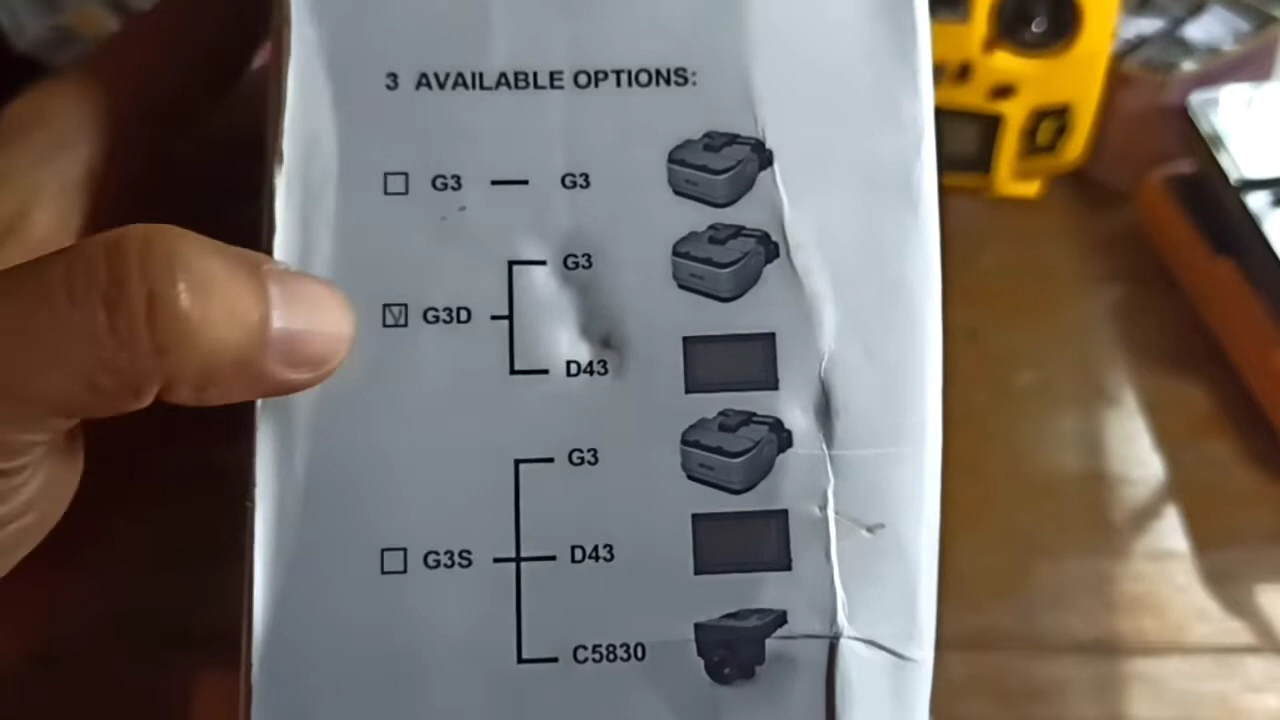 3 AVAILABLE OPTIONS:
G3 — G3
G3
G3D
D43
G3
G3S D43
C5830